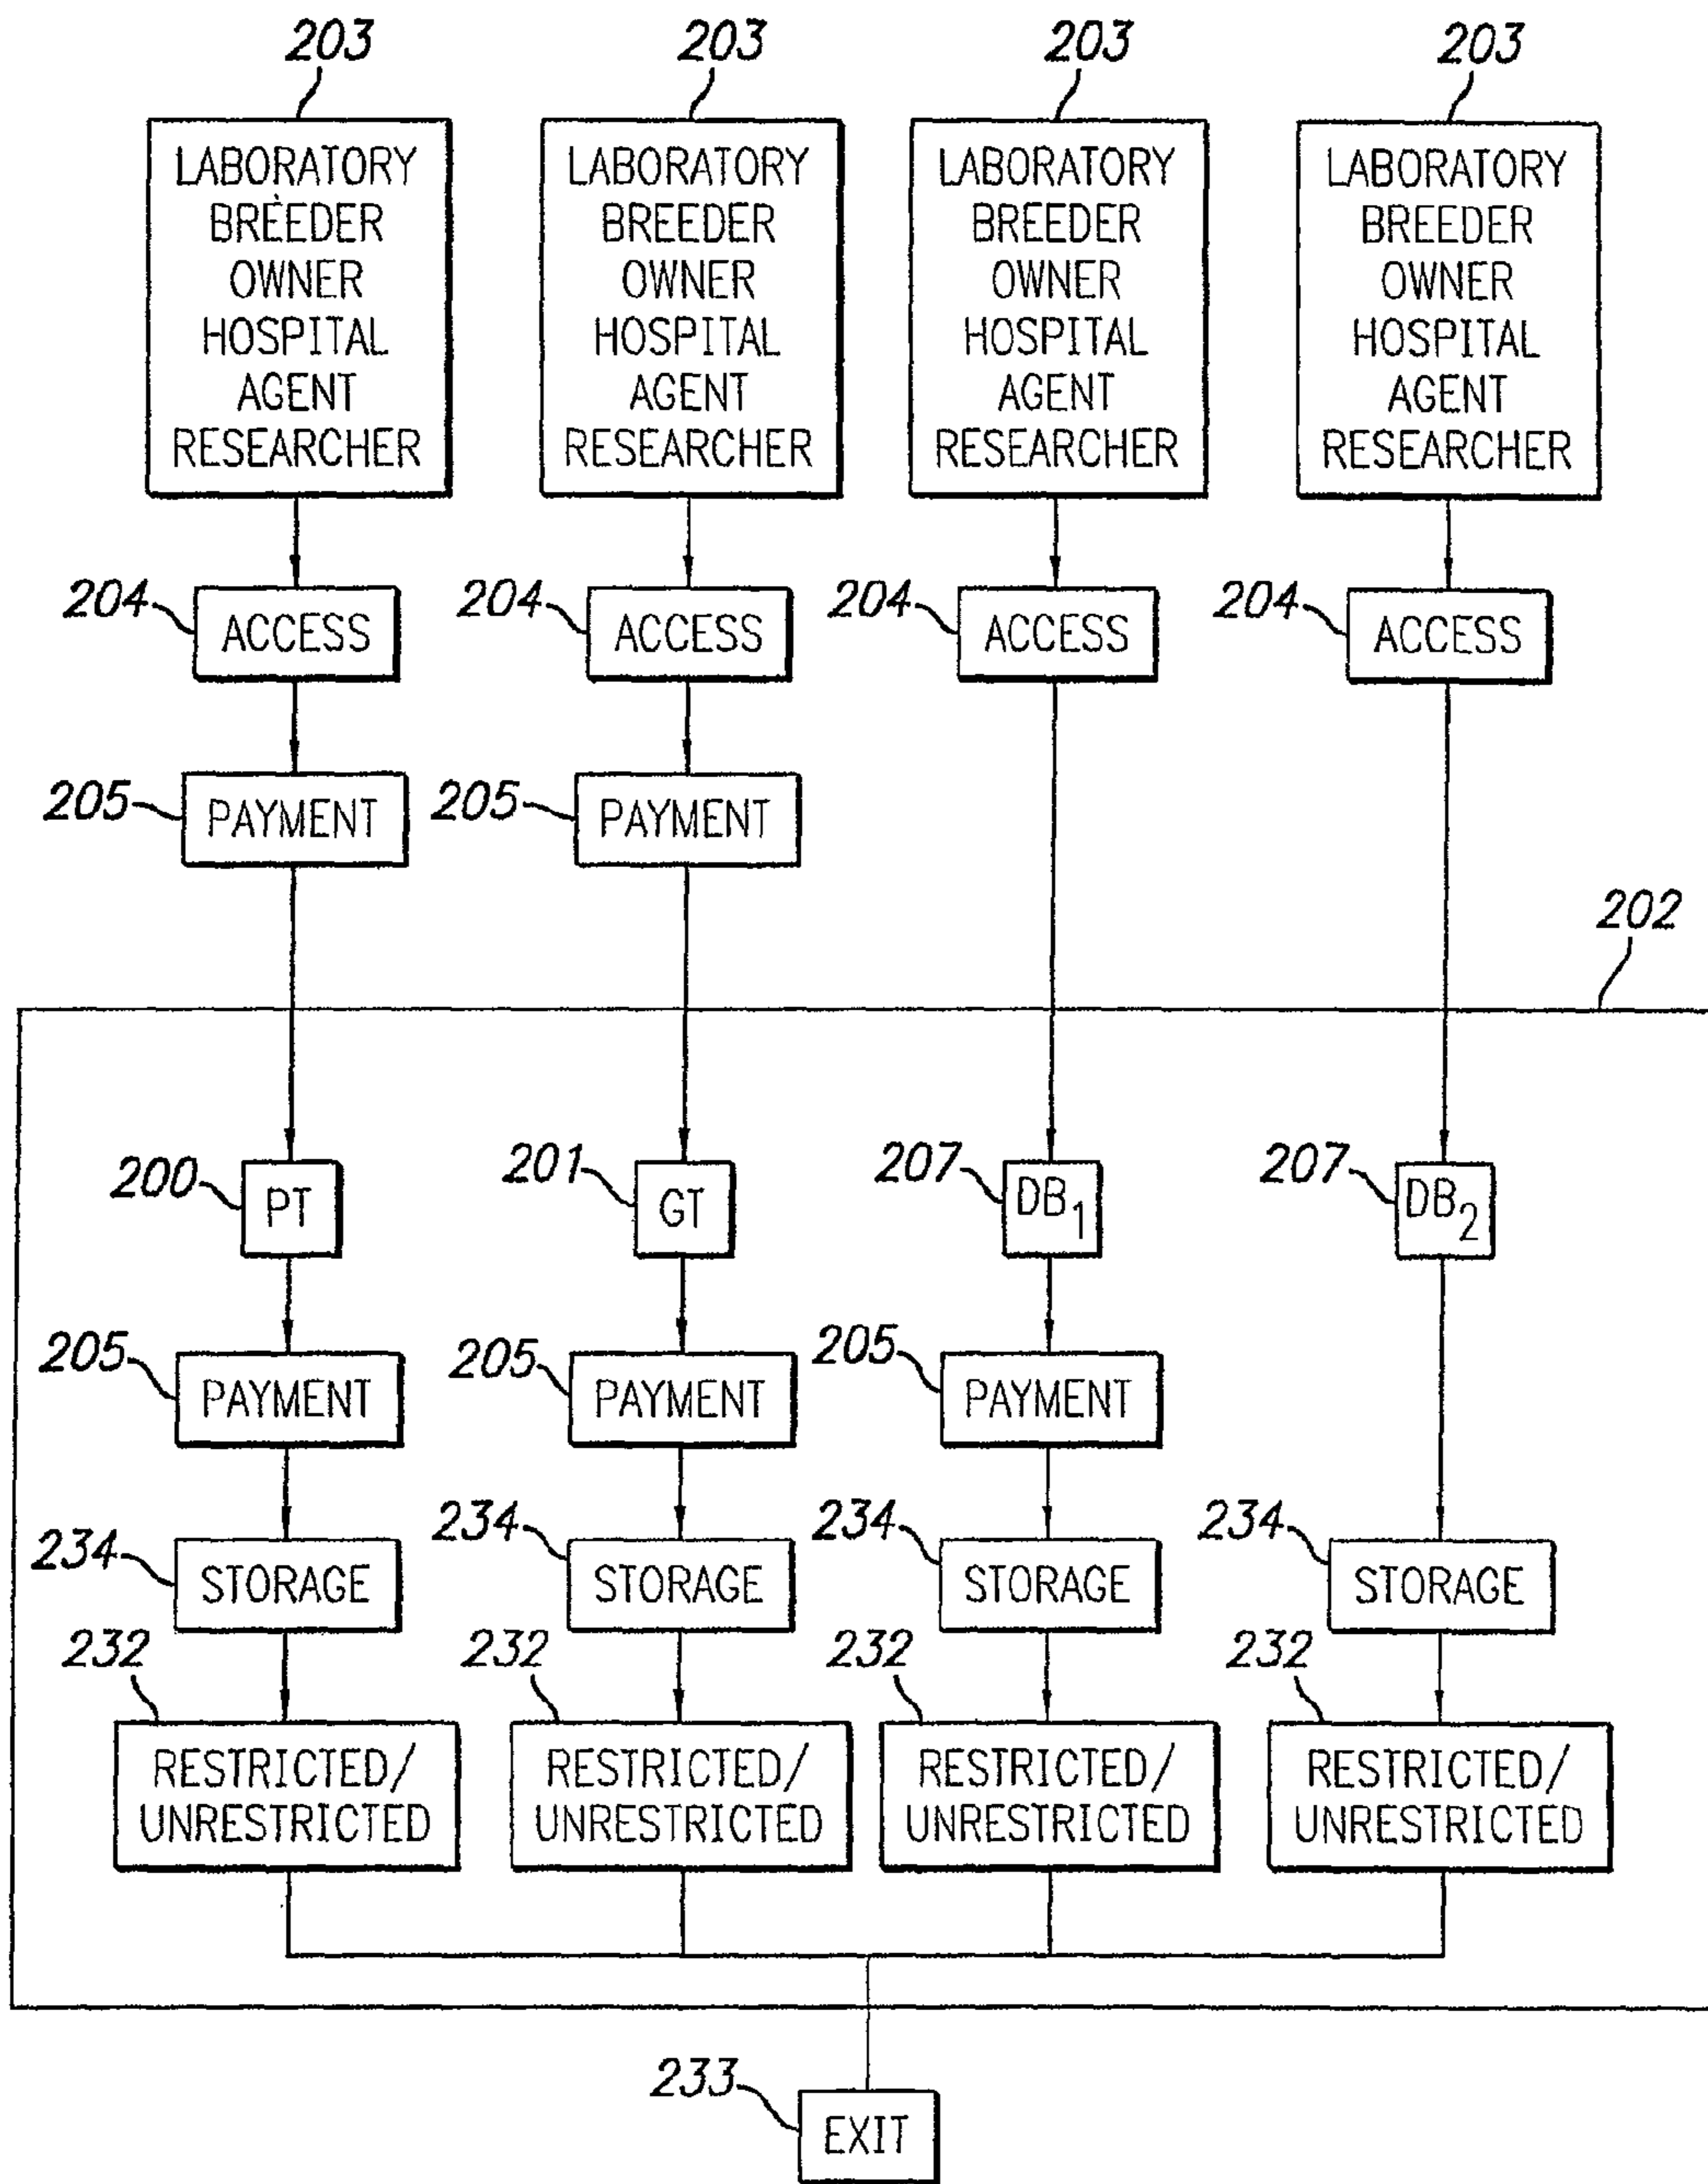 203 203 203 203
LABORATORY LABORATORY LABORATORY LABORATORY
BREEDER BREEDER BREEDER BREEDER
OWNER OWNER OWNER OWNER
HOSPITAL HOSPITAL HOSPITAL HOSPITAL
AGENT AGENT AGENT AGENT
RESEARCHER RESEARCHER RESEARCHER RESEARCHER
204 ACCESS 204 ACCESS 204 ACCESS 204 ACCESS
205 PAYMENT 205 PAYMENT
202
200 PT 201 GT 207 DB1 207 DB2
205 PAYMENT 205 PAYMENT 205 PAYMENT
234 STORAGE 234 STORAGE 234 STORAGE 234 STORAGE
232 232 232 232
RESTRICTED/ RESTRICTED/ RESTRICTED/ RESTRICTED/
UNRESTRICTED UNRESTRICTED UNRESTRICTED UNRESTRICTED
233 EXIT